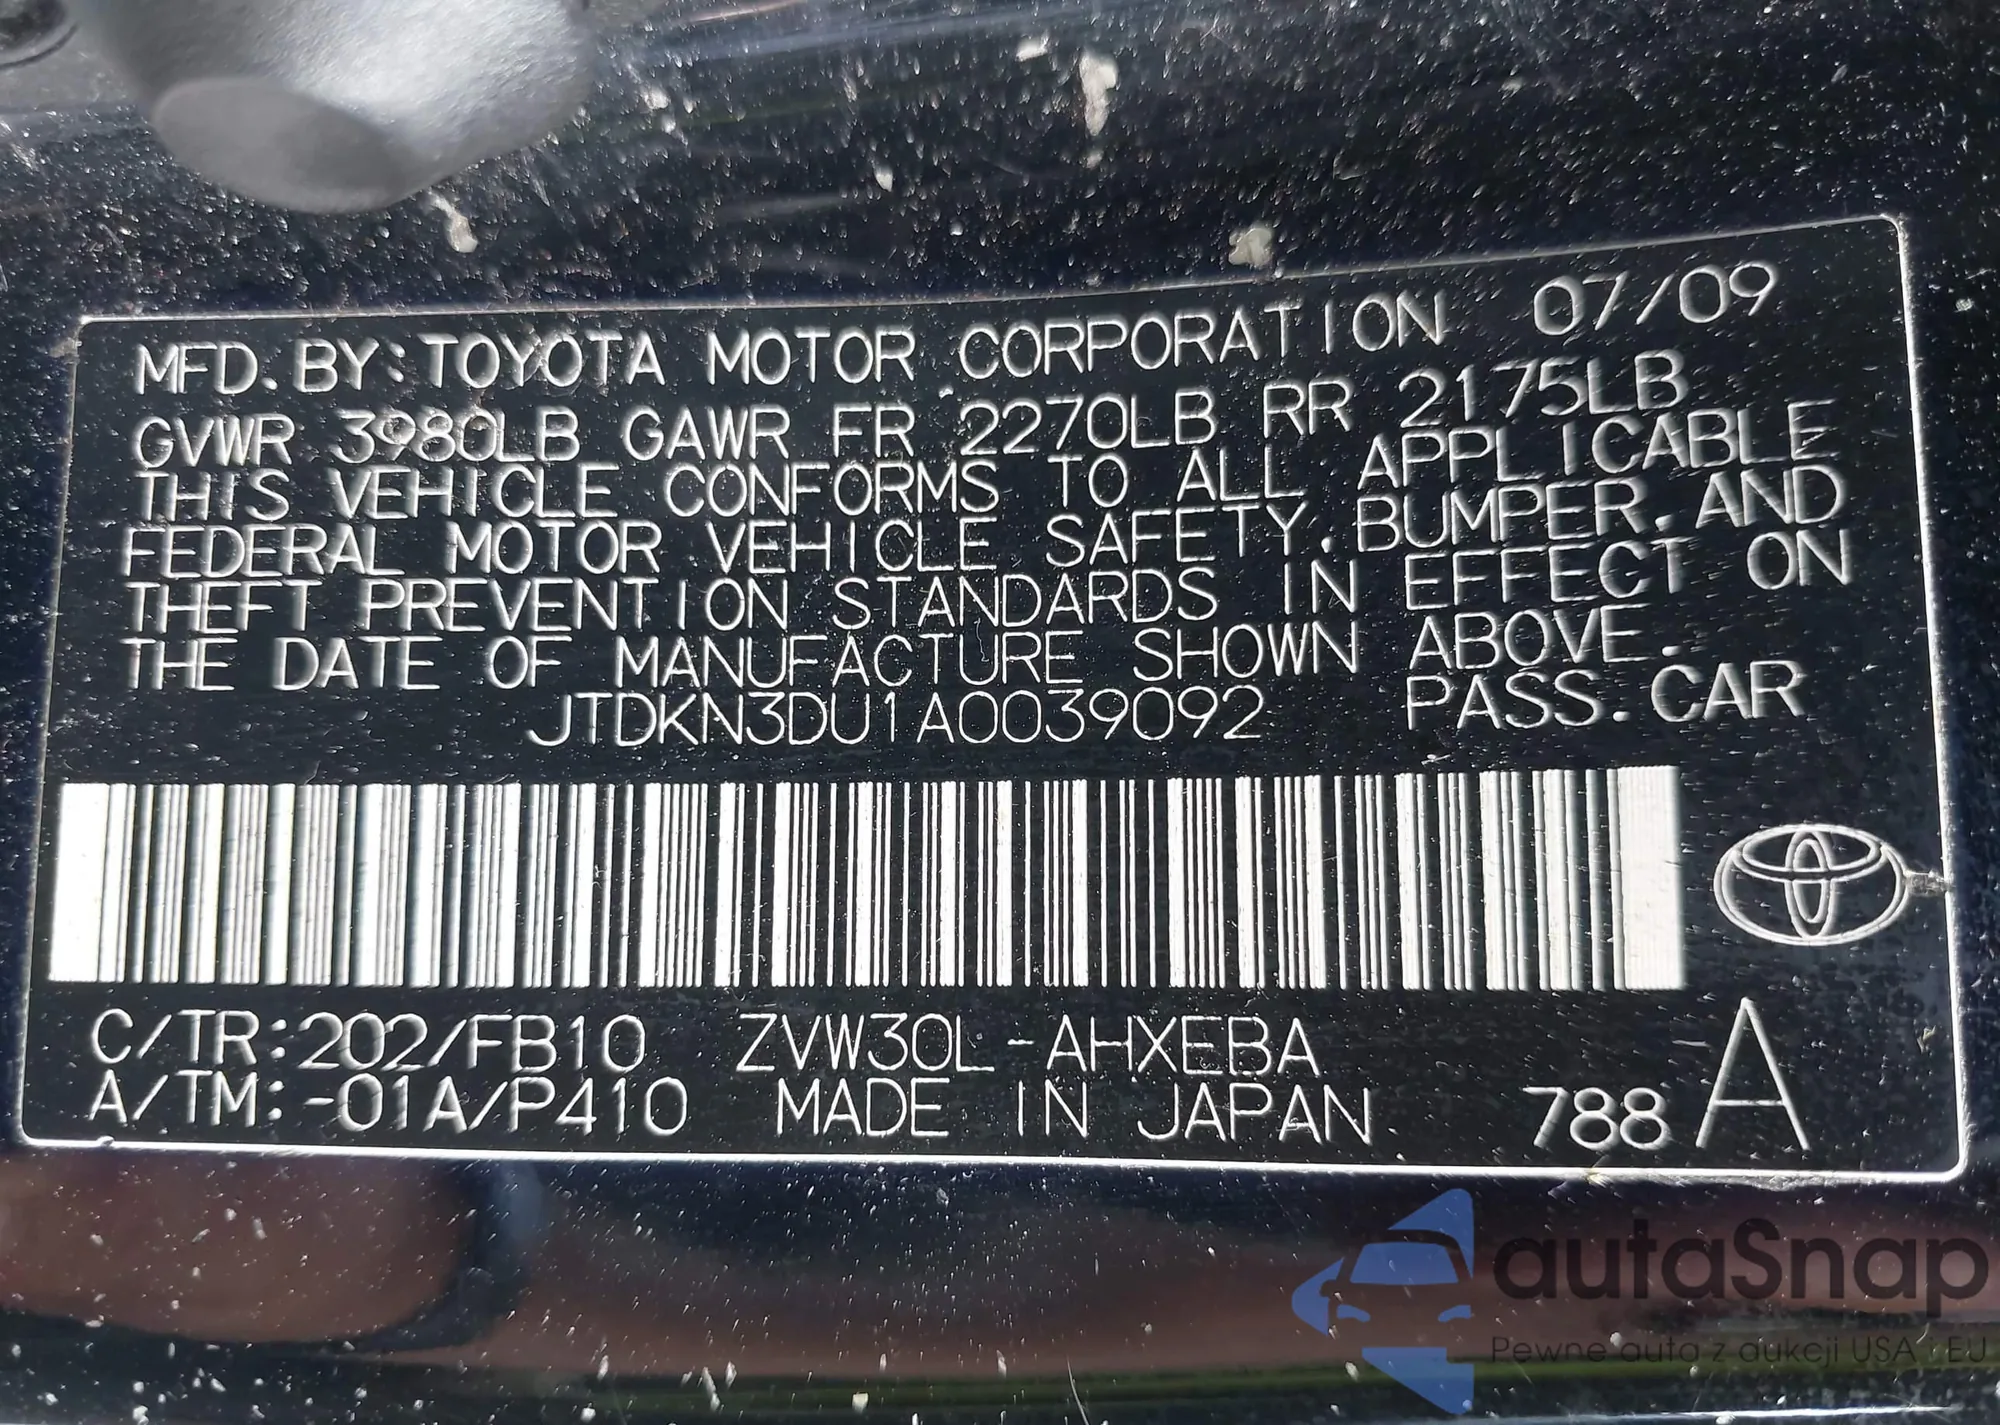 MFD. BY: TOYOTA MOTOR CORPORATION 07/09
GVWR 3980LB GAWR FR 2270LB RR 2175LB
THIS VEHICLE CONFORMS TO ALL APPLICABLE
FEDERAL MOTOR VEHICLE SAFETY, BUMPER, AND
THEFT PREVENTION STANDARDS IN EFFECT ON
THE DATE OF MANUFACTURE SHOWN ABOVE.
JTDKN3DU1A0039092 PASS. CAR
C/TR: 202/FB10 ZVW30L-AHXEBA
A/TM: -01A/P410 MADE IN JAPAN 788 A
autaSnap
Pewne auta z aukcji USA i EU